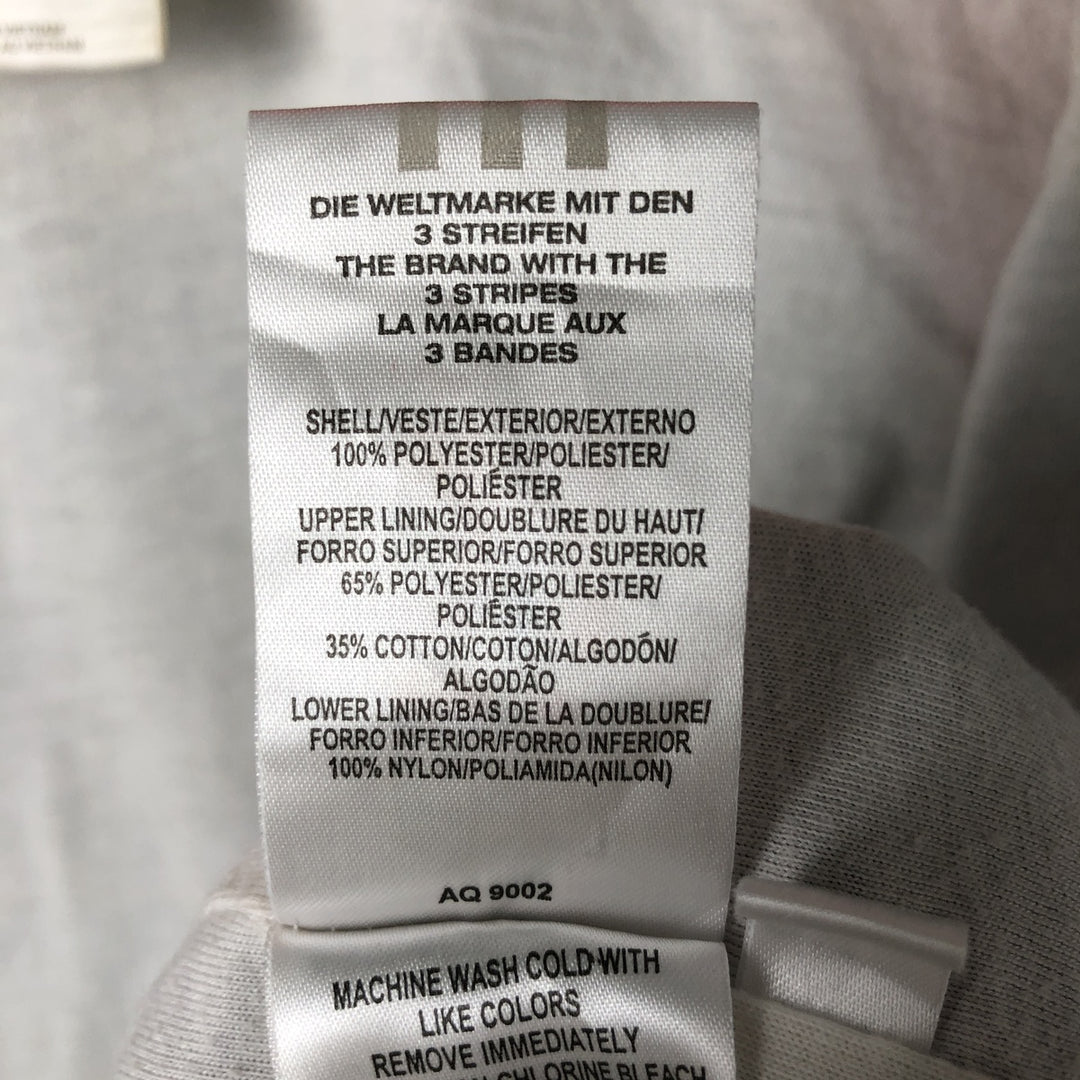 DIE WELTMARKE MIT DEN
3 STREIFEN
THE BRAND WITH THE
3 STRIPES
LA MARQUE AUX
3 BANDES
SHELL/VESTE/EXTERIOR/EXTERNO
100% POLYESTER/POLIESTER/
POLIÉSTER
UPPER LINING/DOUBLURE DU HAUT/
FORRO SUPERIOR/FORRO SUPERIOR
65% POLYESTER/POLIESTER/
POLIÉSTER
35% COTTON/COTON/ALGODÓN/
ALGODÃO
LOWER LINING/BAS DE LA DOUBLURE/
FORRO INFERIOR/FORRO INFERIOR
100% NYLON/POLIAMIDA(NILON)
AQ 9002
MACHINE WASH COLD WITH
LIKE COLORS
REMOVE IMMEDIATELY
CHLORINE BLEACH